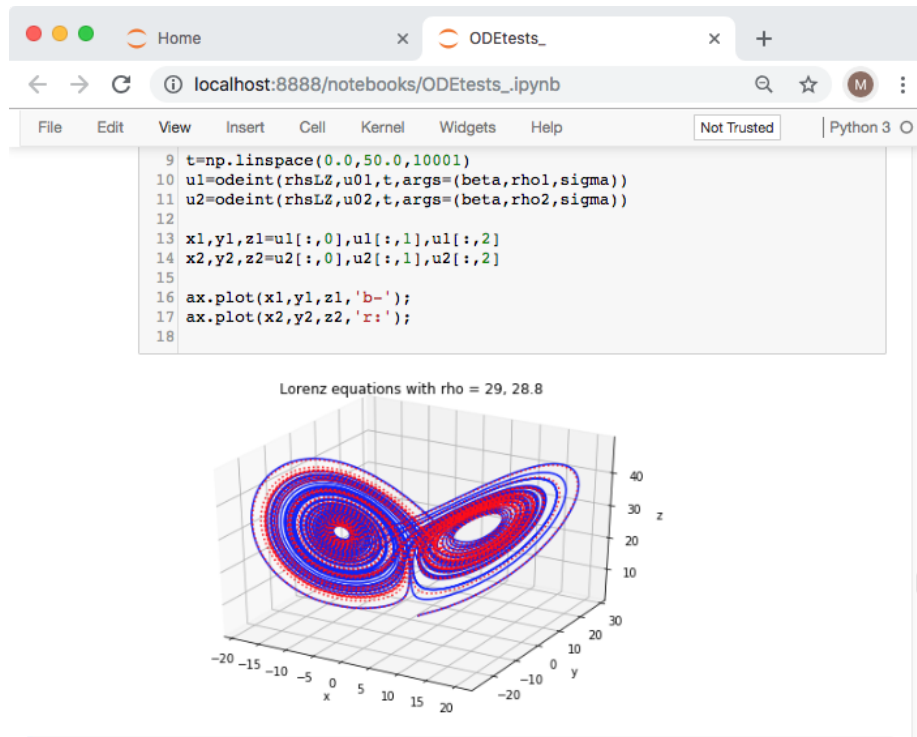 Home
ODEtests_
localhost:8888/notebooks/ODEtests_.ipynb
M
File Edit View Insert Cell Kernel Widgets Help Not Trusted Python 3
9 t=np.linspace(0.0,50.0,10001)
10 u1=odeint(rhsLZ,u01,t,args=(beta,rho1,sigma))
11 u2=odeint(rhsLZ,u02,t,args=(beta,rho2,sigma))
12
13 x1,y1,z1=u1[:,0],u1[:,1],u1[:,2]
14 x2,y2,z2=u2[:,0],u2[:,1],u2[:,2]
15
16 ax.plot(x1,y1,z1,'b-');
17 ax.plot(x2,y2,z2,'r:');
18
Lorenz equations with rho = 29, 28.8
40
30
20
10
z
−20 −15 −10 −5 0 5 10 15 20
x
−20 −10 0 10 20 30
y